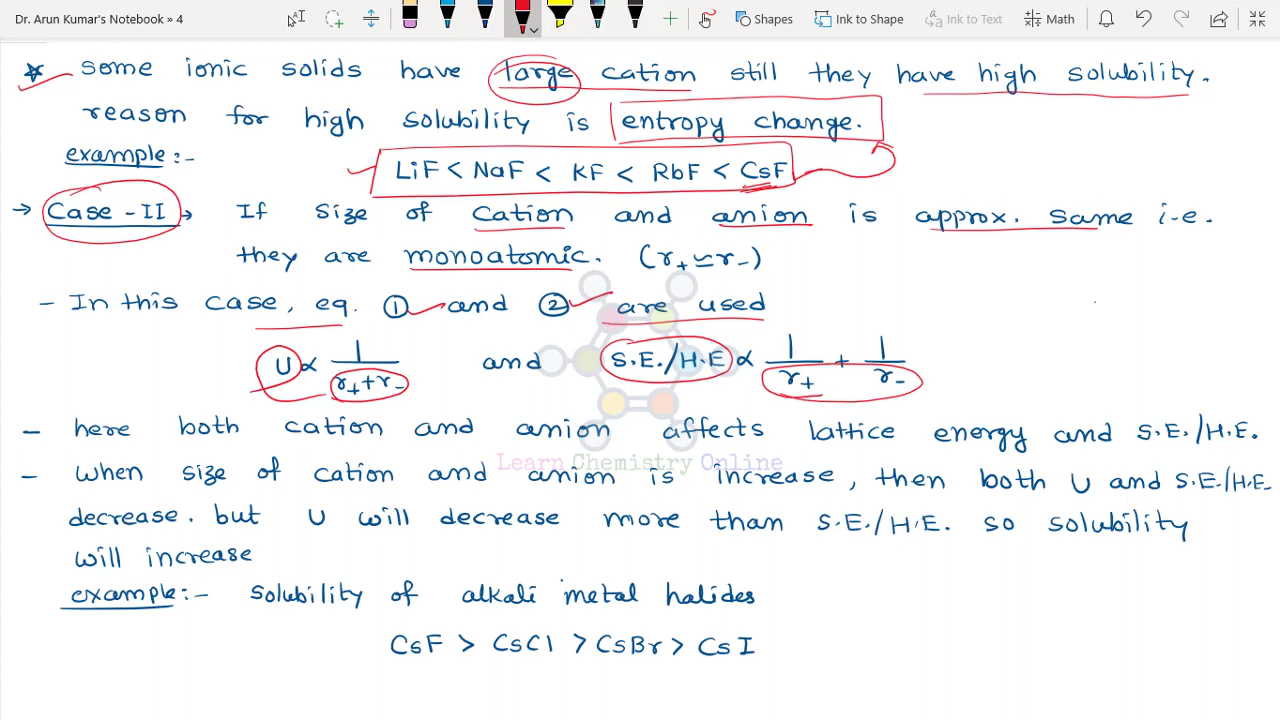 Dr. Arun Kumar's Notebook » 4
Shapes Ink to Shape Ink to Text Math
some ionic solids have large cation still they have high solubility.
reason for high solubility is entropy change.
example:-
LiF < NaF < KF < RbF < CsF
→ Case-II → If size of cation and anion is approx. same i.e.
they are monoatomic. (r₊ ≃ r₋)
- In this case, eq. ① and ② are used
U ∝ 1/(r₊+r₋) and S.E./H.E ∝ 1/r₊ + 1/r₋
- here both cation and anion affects lattice energy and S.E./H.E.
Learn Chemistry Online
- when size of cation and anion is increase, then both U and S.E./H.E.
decrease. but U will decrease more than S.E./H.E. so solubility
will increase
example:- solubility of alkali metal halides
CsF > CsCl > CsBr > CsI